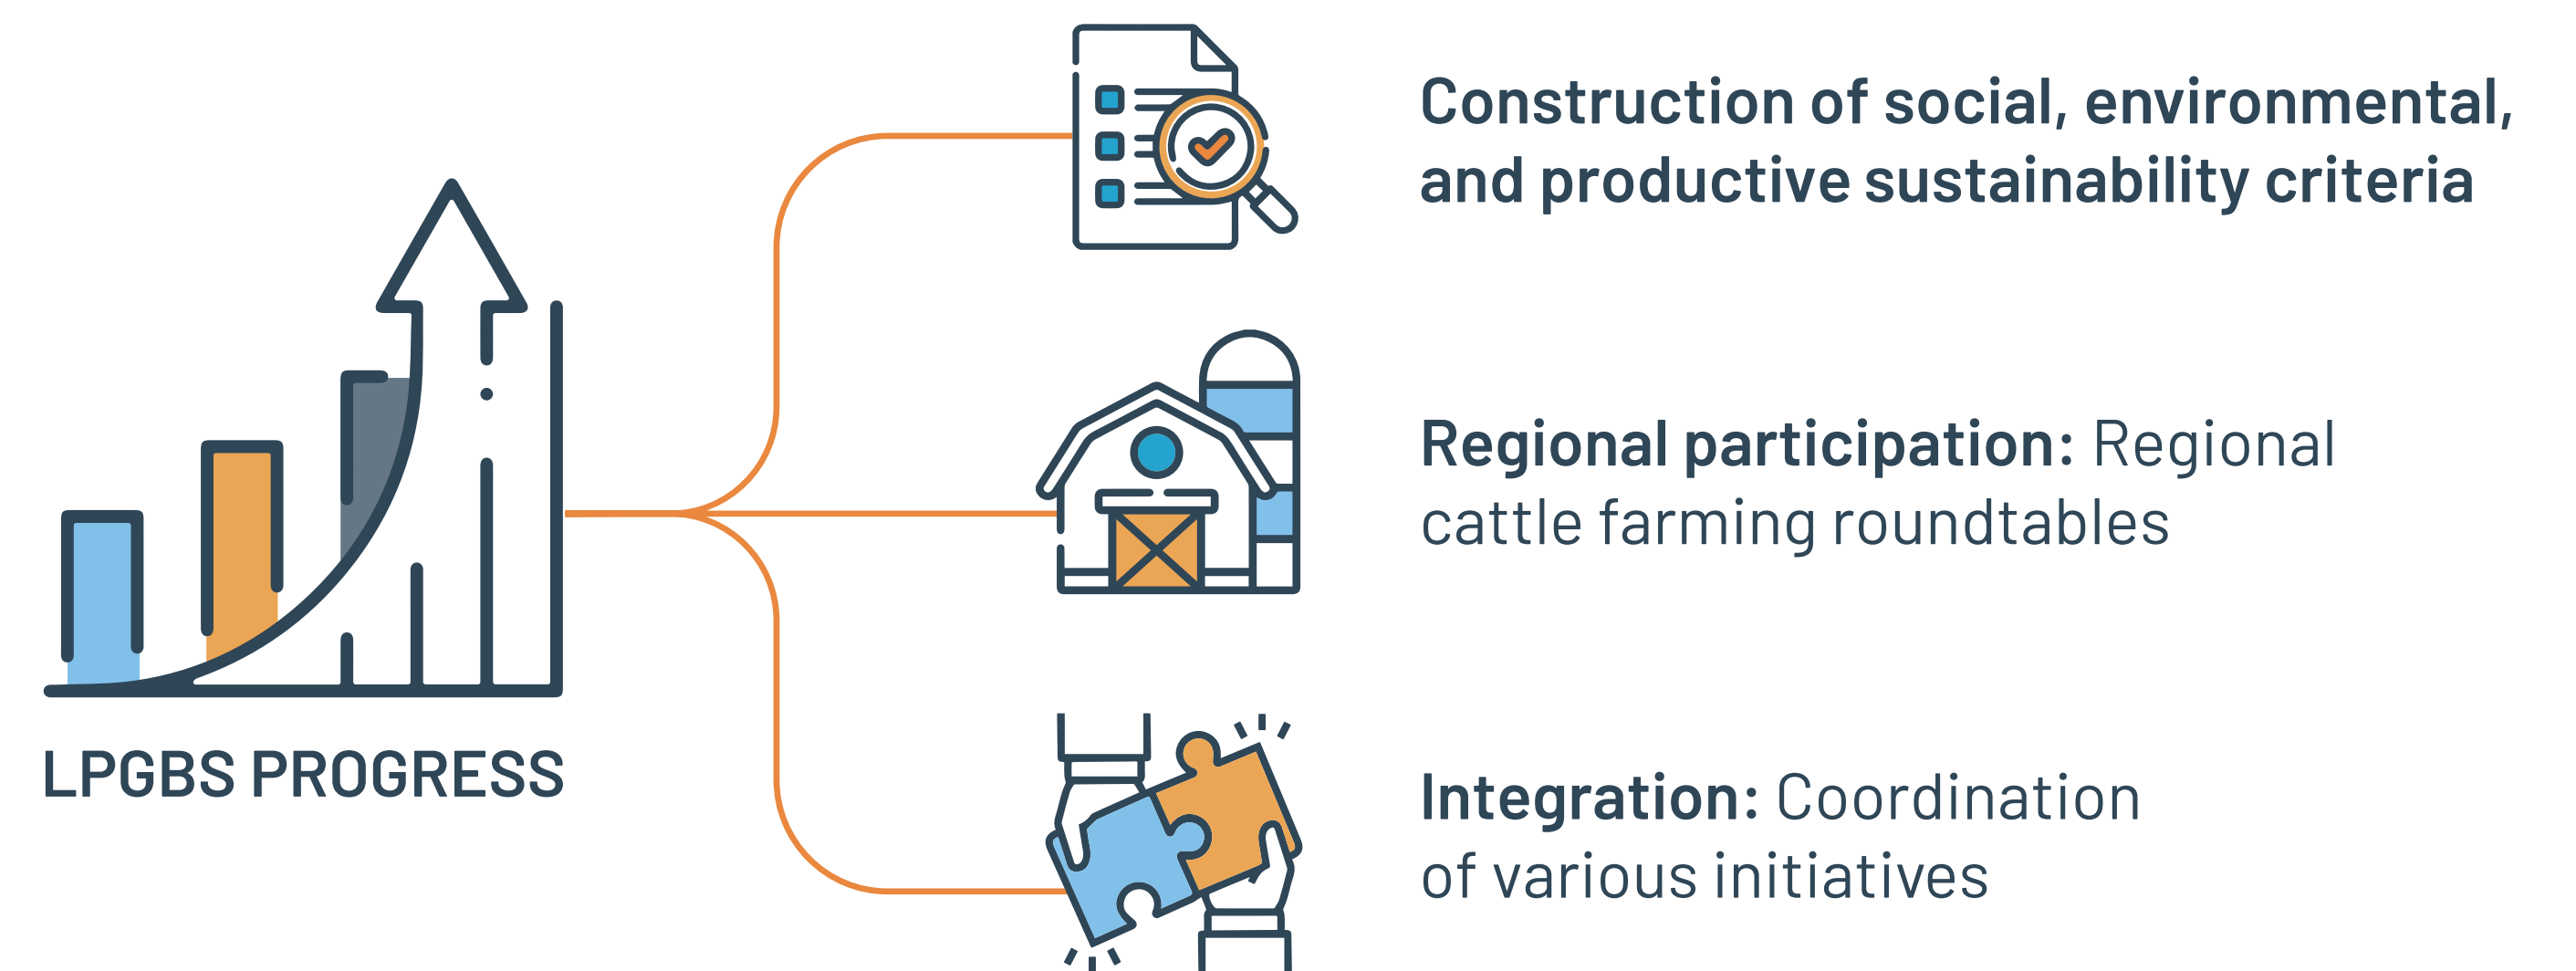 LPGBS PROGRESS
Construction of social, environmental,
and productive sustainability criteria
Regional participation: Regional
cattle farming roundtables
Integration: Coordination
of various initiatives